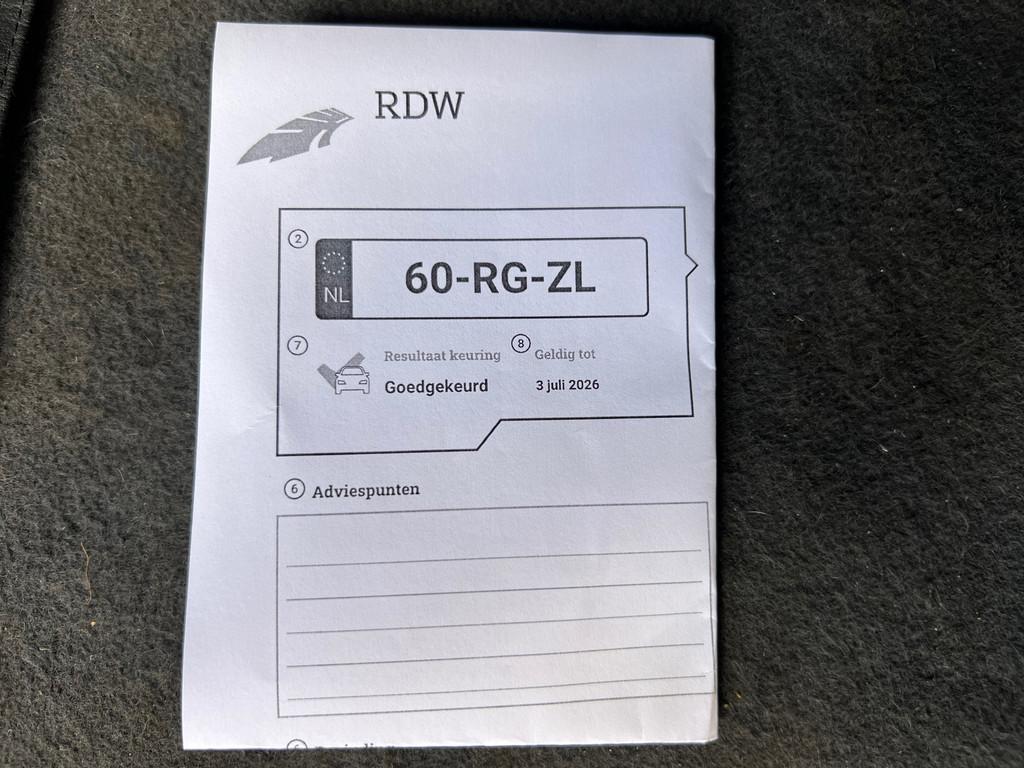 RDW
2
NL
60-RG-ZL
7 Resultaat keuring 8 Geldig tot
Goedgekeurd 3 juli 2026
6 Adviespunten